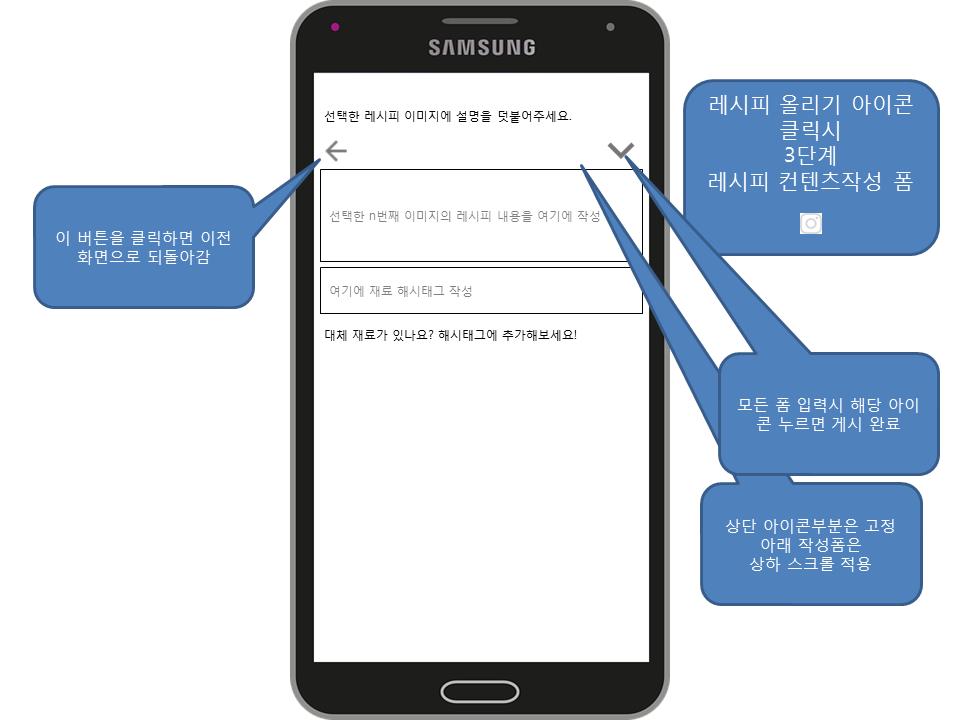 SAMSUNG
선택한 레시피 이미지에 설명을 덧붙어주세요.
선택한 n번째 이미지의 레시피 내용을 여기에 작성
여기에 재료 해시태그 작성
대체 재료가 있나요? 해시태그에 추가해보세요!
이 버튼을 클릭하면 이전
화면으로 되돌아감
레시피 올리기 아이콘
클릭시
3단계
레시피 컨텐츠작성 폼
모든 폼 입력시 해당 아이
콘 누르면 게시 완료
상단 아이콘부분은 고정
아래 작성폼은
상하 스크롤 적용